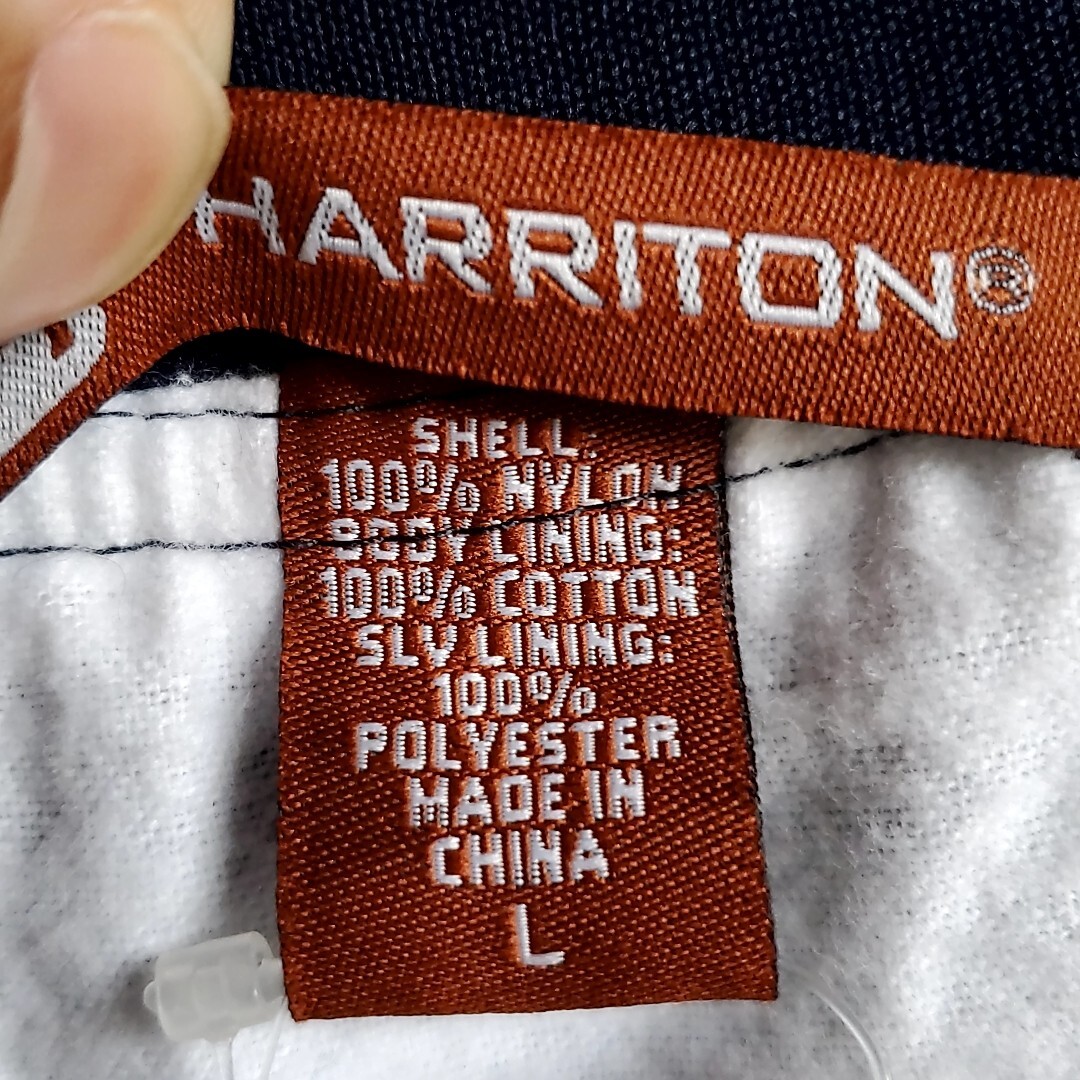 HARRITON®
SHELL:
100% NYLON
BODY LINING:
100% COTTON
SLV LINING:
100%
POLYESTER
MADE IN
CHINA
L